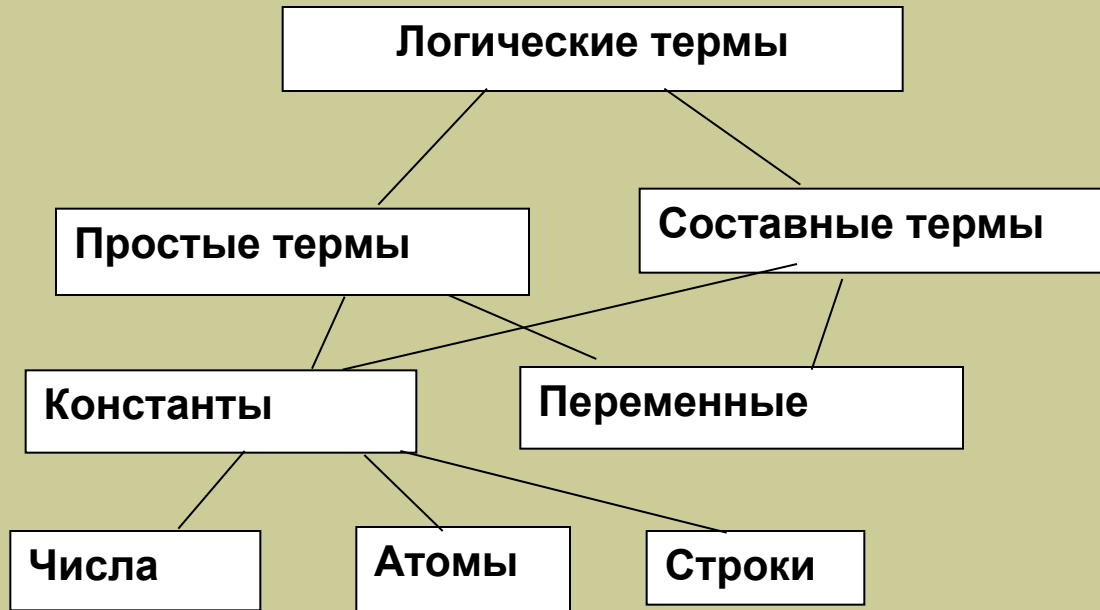 Логические термы
Простые термы
Составные термы
Константы
Переменные
Числа
Атомы
Строки